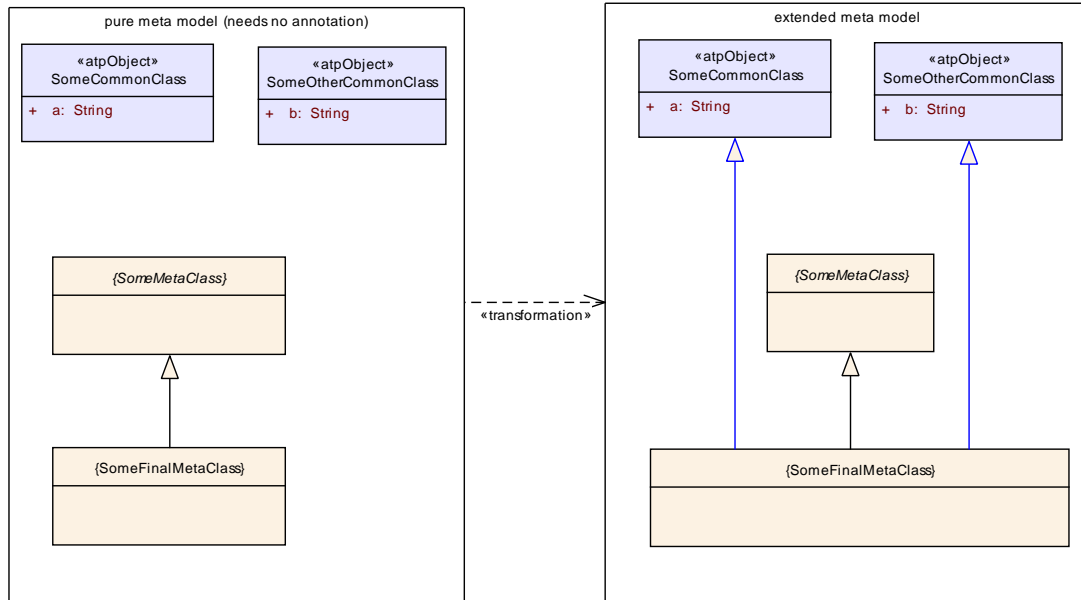 pure meta model (needs no annotation)
«atpObject»
SomeCommonClass
+ a: String
«atpObject»
SomeOtherCommonClass
+ b: String
{SomeMetaClass}
{SomeFinalMetaClass}
«transformation»
extended meta model
«atpObject»
SomeCommonClass
+ a: String
«atpObject»
SomeOtherCommonClass
+ b: String
{SomeMetaClass}
{SomeFinalMetaClass}